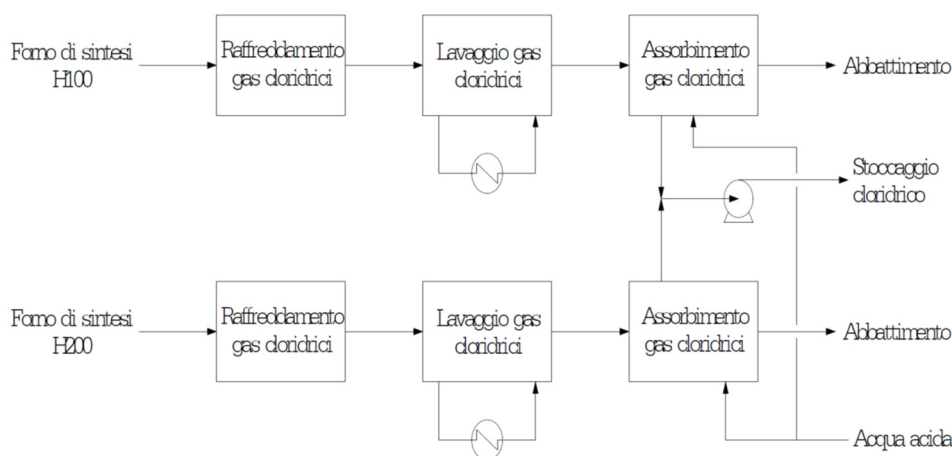 Forno di sintesi
H100
Raffreddamento
gas cloridrici
Lavaggio gas
cloridrici
Assorbimento
gas cloridrici
Abbattimento
Stoccaggio
cloridrico
Forno di sintesi
H200
Raffreddamento
gas cloridrici
Lavaggio gas
cloridrici
Assorbimento
gas cloridrici
Abbattimento
Acqua acida